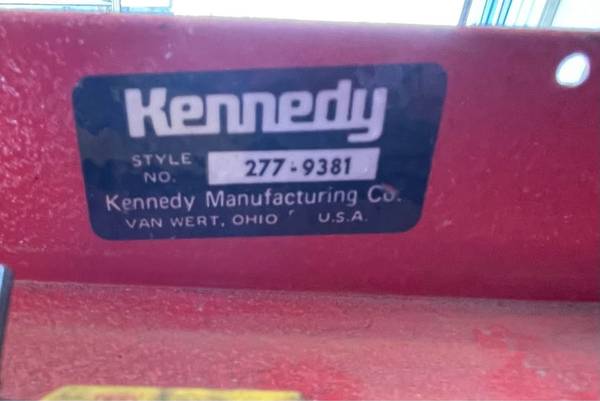 Kennedy
STYLE NO. 277-9381
Kennedy Manufacturing Co.
VAN WERT, OHIO U.S.A.